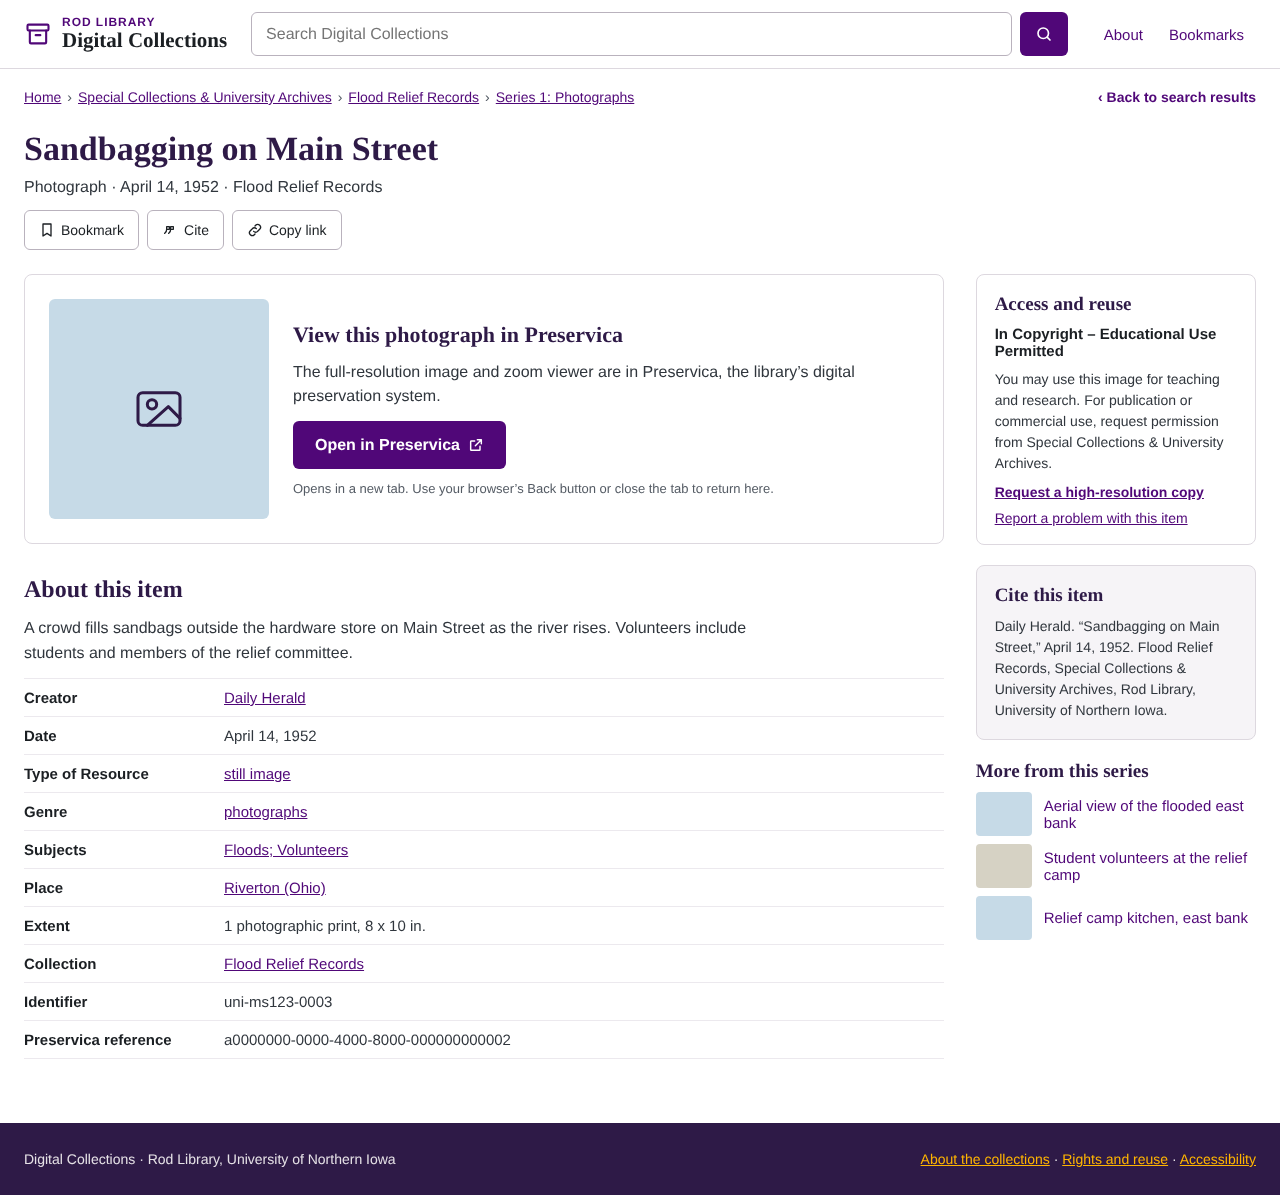 ROD LIBRARY
Digital Collections
Search Digital Collections
About
Bookmarks
Home › Special Collections & University Archives › Flood Relief Records › Series 1: Photographs
‹ Back to search results
Sandbagging on Main Street
Photograph · April 14, 1952 · Flood Relief Records
Bookmark
Cite
Copy link
View this photograph in Preservica
The full-resolution image and zoom viewer are in Preservica, the library’s digital
preservation system.
Open in Preservica
Opens in a new tab. Use your browser’s Back button or close the tab to return here.
About this item
A crowd fills sandbags outside the hardware store on Main Street as the river rises. Volunteers include
students and members of the relief committee.
Creator Daily Herald
Date April 14, 1952
Type of Resource still image
Genre photographs
Subjects Floods; Volunteers
Place Riverton (Ohio)
Extent 1 photographic print, 8 x 10 in.
Collection Flood Relief Records
Identifier uni-ms123-0003
Preservica reference a0000000-0000-4000-8000-000000000002
Access and reuse
In Copyright – Educational Use
Permitted
You may use this image for teaching
and research. For publication or
commercial use, request permission
from Special Collections & University
Archives.
Request a high-resolution copy
Report a problem with this item
Cite this item
Daily Herald. “Sandbagging on Main
Street,” April 14, 1952. Flood Relief
Records, Special Collections &
University Archives, Rod Library,
University of Northern Iowa.
More from this series
Aerial view of the flooded east
bank
Student volunteers at the relief
camp
Relief camp kitchen, east bank
Digital Collections · Rod Library, University of Northern Iowa
About the collections · Rights and reuse · Accessibility